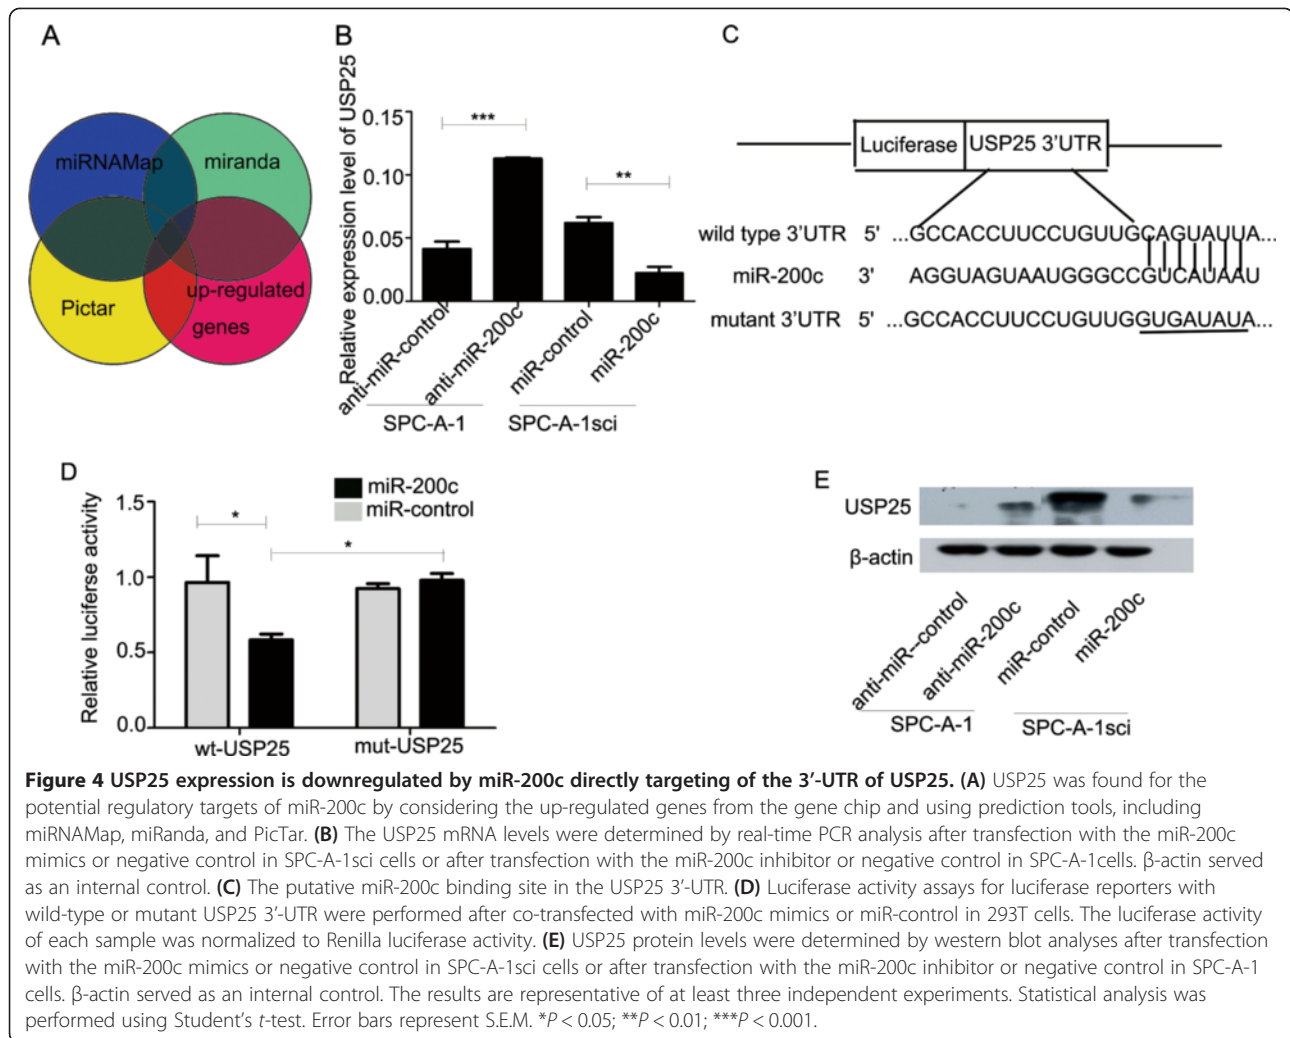 A
miRNAMap
miranda
Pictar
up-regulated
genes
B
Relative expression level of USP25
0.15
0.10
0.05
0.00
***
**
anti-miR-control
anti-miR-200c
miR-control
miR-200c
SPC-A-1
SPC-A-1sci
C
Luciferase
USP25 3'UTR
wild type 3'UTR 5' ...GCCACCUUCCUGUUGCAGUAUUA...
miR-200c 3' AGGUAGUAAUGGGCCGUCAUAAU
mutant 3'UTR 5' ...GCCACCUUCCUGUUGGUGAUAUA...
D
Relative luciferse activity
1.5
1.0
0.5
0.0
*
*
miR-200c
miR-control
wt-USP25
mut-USP25
E
USP25
β-actin
anti-miR--control
anti-miR-200c
miR-control
miR-200c
SPC-A-1
SPC-A-1sci
Figure 4 USP25 expression is downregulated by miR-200c directly targeting of the 3'-UTR of USP25. (A) USP25 was found for the
potential regulatory targets of miR-200c by considering the up-regulated genes from the gene chip and using prediction tools, including
miRNAMap, miRanda, and PicTar. (B) The USP25 mRNA levels were determined by real-time PCR analysis after transfection with the miR-200c
mimics or negative control in SPC-A-1sci cells or after transfection with the miR-200c inhibitor or negative control in SPC-A-1cells. β-actin served
as an internal control. (C) The putative miR-200c binding site in the USP25 3'-UTR. (D) Luciferase activity assays for luciferase reporters with
wild-type or mutant USP25 3'-UTR were performed after co-transfected with miR-200c mimics or miR-control in 293T cells. The luciferase activity
of each sample was normalized to Renilla luciferase activity. (E) USP25 protein levels were determined by western blot analyses after transfection
with the miR-200c mimics or negative control in SPC-A-1sci cells or after transfection with the miR-200c inhibitor or negative control in SPC-A-1
cells. β-actin served as an internal control. The results are representative of at least three independent experiments. Statistical analysis was
performed using Student's t-test. Error bars represent S.E.M. *P < 0.05; **P < 0.01; ***P < 0.001.